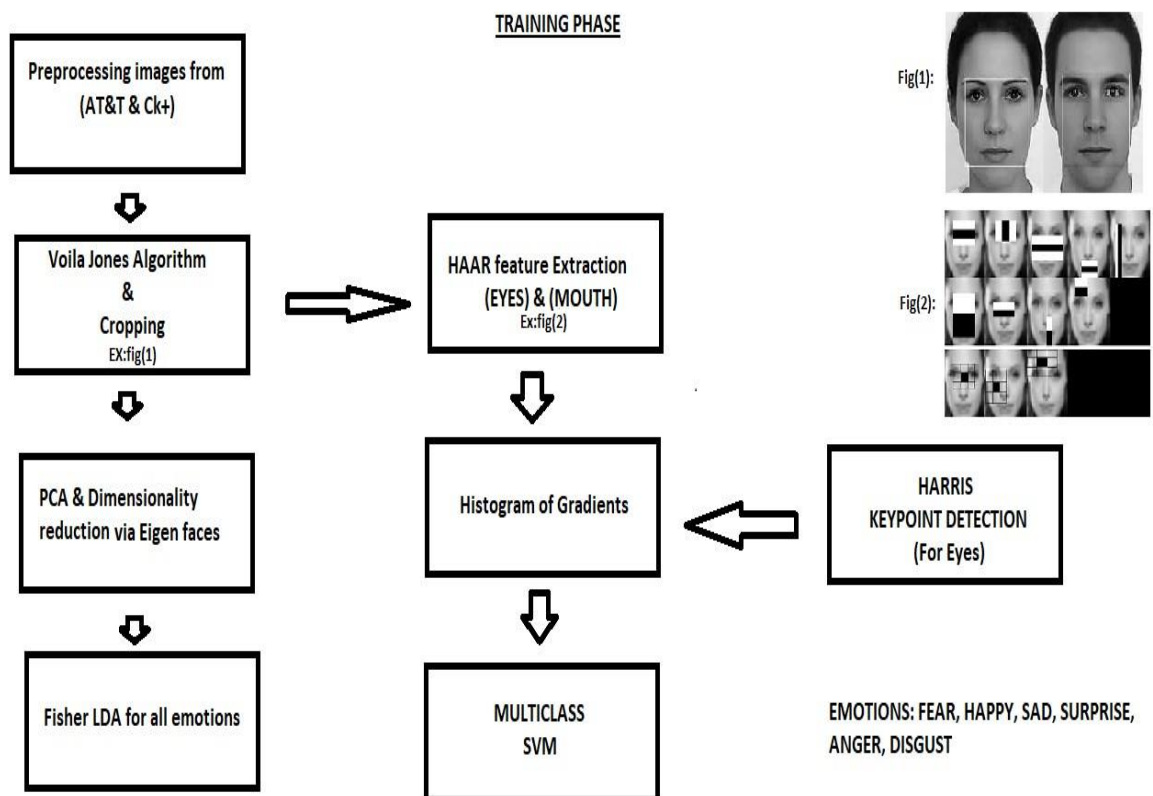 TRAINING PHASE
Preprocessing images from
(AT&T & Ck+)
Voila Jones Algorithm
&
Cropping
EX:fig(1)
PCA & Dimensionality
reduction via Eigen faces
Fisher LDA for all emotions
HAAR feature Extraction
(EYES) & (MOUTH)
Ex:fig(2)
Histogram of Gradients
MULTICLASS
SVM
Fig(1):
Fig(2):
HARRIS
KEYPOINT DETECTION
(For Eyes)
EMOTIONS: FEAR, HAPPY, SAD, SURPRISE,
ANGER, DISGUST